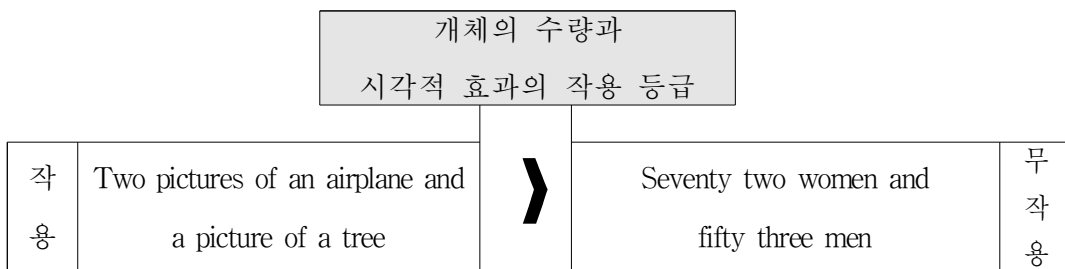 개체의 수량과
시각적 효과의 작용 등급
작용
Two pictures of an airplane and
a picture of a tree
》
Seventy two women and
fifty three men
무작용